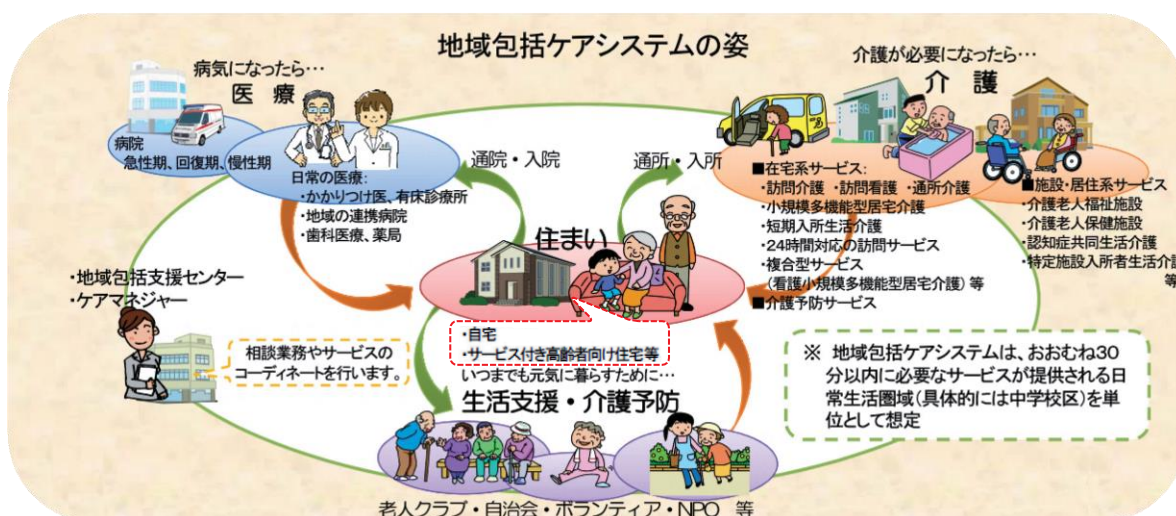 地域包括ケアシステムの姿
病気になったら…
医療
病院
急性期、回復期、慢性期
日常の医療:
・かかりつけ医、有床診療所
・地域の連携病院
・歯科医療、薬局
通院・入院
通所・入所
介護が必要になったら…
介 護
■在宅系サービス:
・訪問介護 ・訪問看護 ・通所介護
・小規模多機能型居宅介護
・短期入所生活介護
・24時間対応の訪問サービス
・複合型サービス
(看護小規模多機能型居宅介護) 等
■介護予防サービス
■施設・居住系サービス
・介護老人福祉施設
・介護老人保健施設
・認知症共同生活介護
・特定施設入所者生活介護
等
住まい
・自宅
・サービス付き高齢者向け住宅等
・地域包括支援センター
・ケアマネジャー
相談業務やサービスの
コーディネートを行います。
いつまでも元気に暮らすために…
生活支援・介護予防
老人クラブ・自治会・ボランティア・NPO 等
※ 地域包括ケアシステムは、おおむね30
分以内に必要なサービスが提供される日
常生活圏域(具体的には中学校区)を単
位として想定